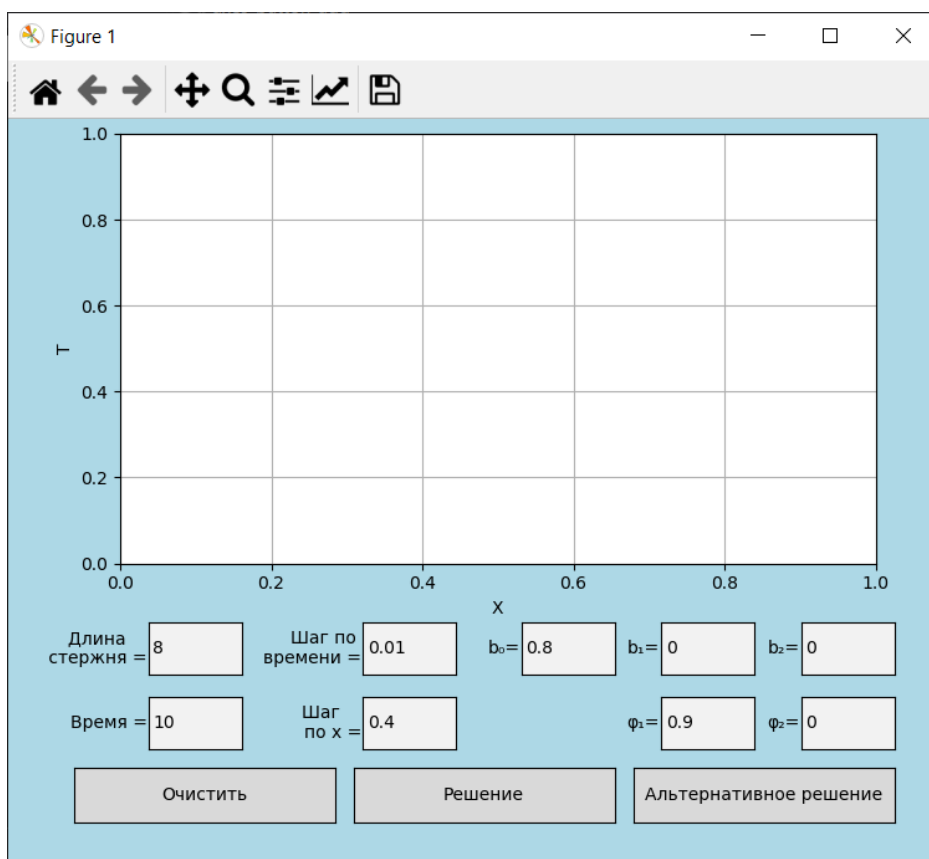 Figure 1
1.0
0.8
0.6
0.4
0.2
0.0
T
0.0 0.2 0.4 0.6 0.8 1.0
X
Длина
стержня = 8
Шаг по
времени = 0.01
b₀= 0.8
b₁= 0
b₂= 0
Время = 10
Шаг
по x = 0.4
φ₁= 0.9
φ₂= 0
Очистить
Решение
Альтернативное решение